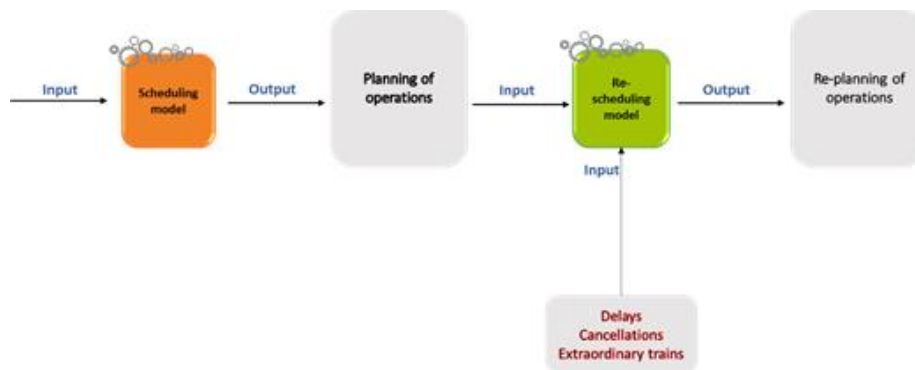 Input
Scheduling
model
Output
Planning of
operations
Input
Re-
scheduling
model
Output
Re-planning of
operations
Input
Delays
Cancellations
Extraordinary trains